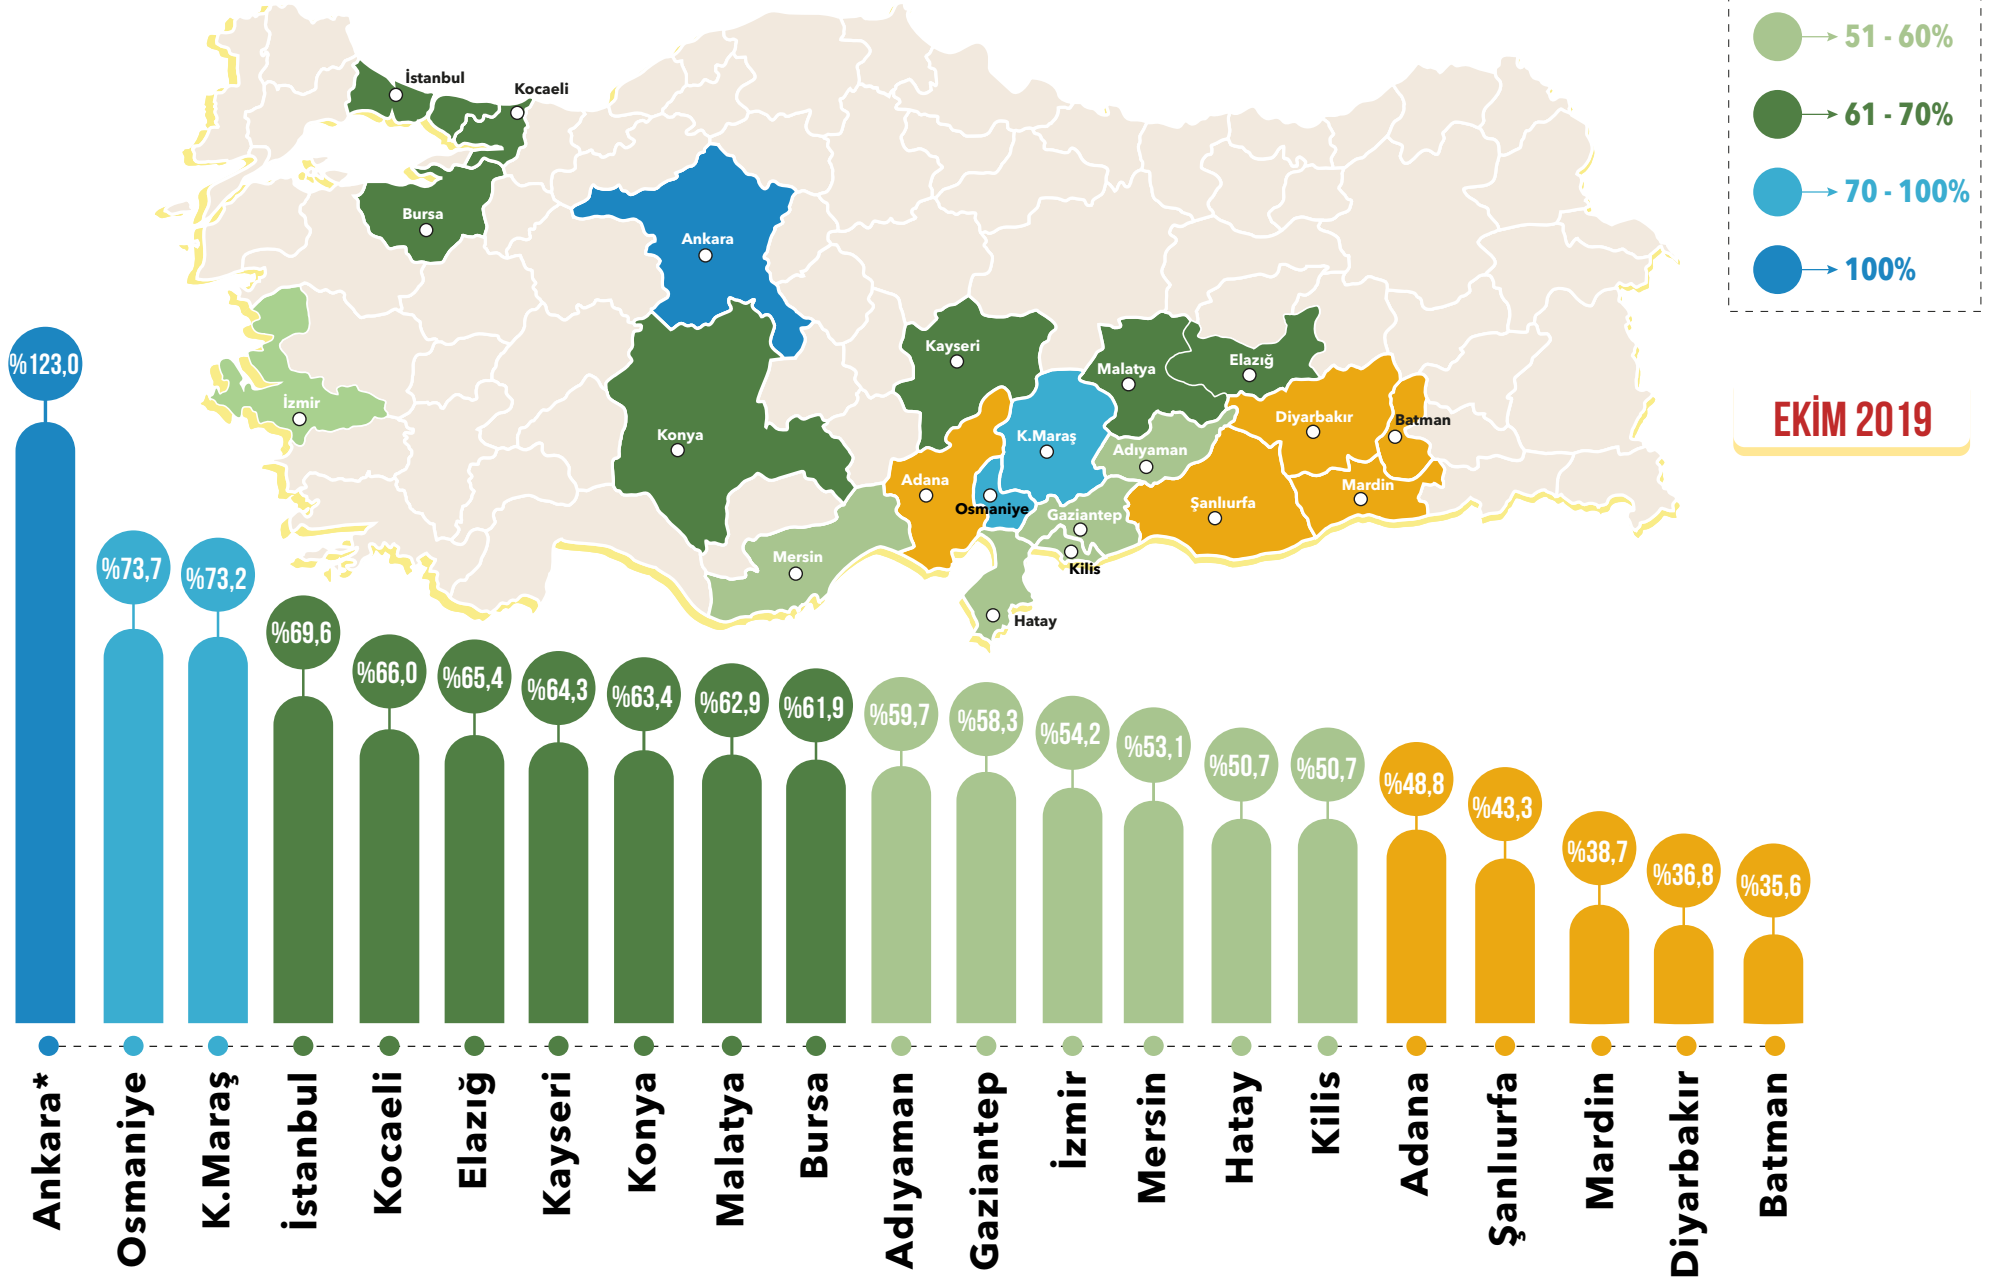 51 - 60%
61 - 70%
70 - 100%
100%
EKİM 2019
İstanbul
Kocaeli
Bursa
Ankara
İzmir
Konya
Kayseri
Malatya
Elazığ
Diyarbakır
Batman
K.Maraş
Adıyaman
Adana
Osmaniye
Gaziantep
Şanlıurfa
Mardin
Mersin
Kilis
Hatay
%123,0
%73,7
%73,2
%69,6
%66,0
%65,4
%64,3
%63,4
%62,9
%61,9
%59,7
%58,3
%54,2
%53,1
%50,7
%50,7
%48,8
%43,3
%38,7
%36,8
%35,6
Ankara*
Osmaniye
K.Maraş
İstanbul
Kocaeli
Elazığ
Kayseri
Konya
Malatya
Bursa
Adıyaman
Gaziantep
İzmir
Mersin
Hatay
Kilis
Adana
Şanlıurfa
Mardin
Diyarbakır
Batman